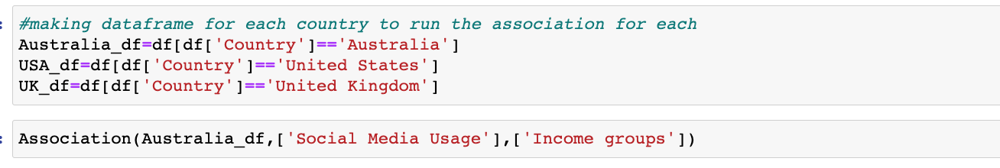 #making dataframe for each country to run the association for each
Australia_df=df[df['Country']=='Australia']
USA_df=df[df['Country']=='United States']
UK_df=df[df['Country']=='United Kingdom']
Association(Australia_df,['Social Media Usage'],['Income groups'])